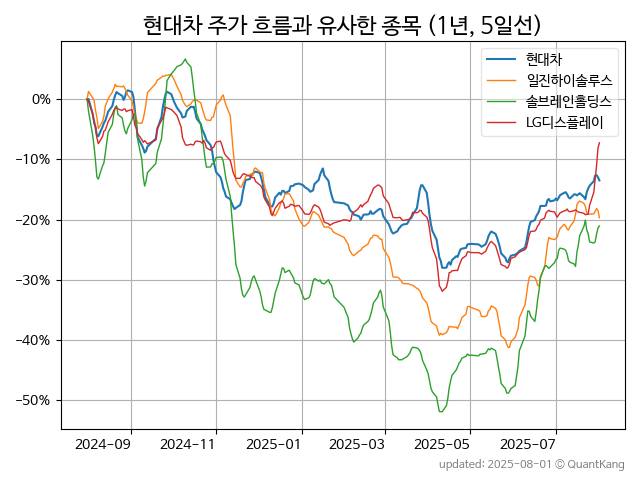 현대차 주가 흐름과 유사한 종목 (1년, 5일선)
현대차
일진하이솔루스
솔브레인홀딩스
LG디스플레이
0%
−10%
−20%
−30%
−40%
−50%
2024-09 2024-11 2025-01 2025-03 2025-05 2025-07
updated: 2025-08-01 © QuantKang